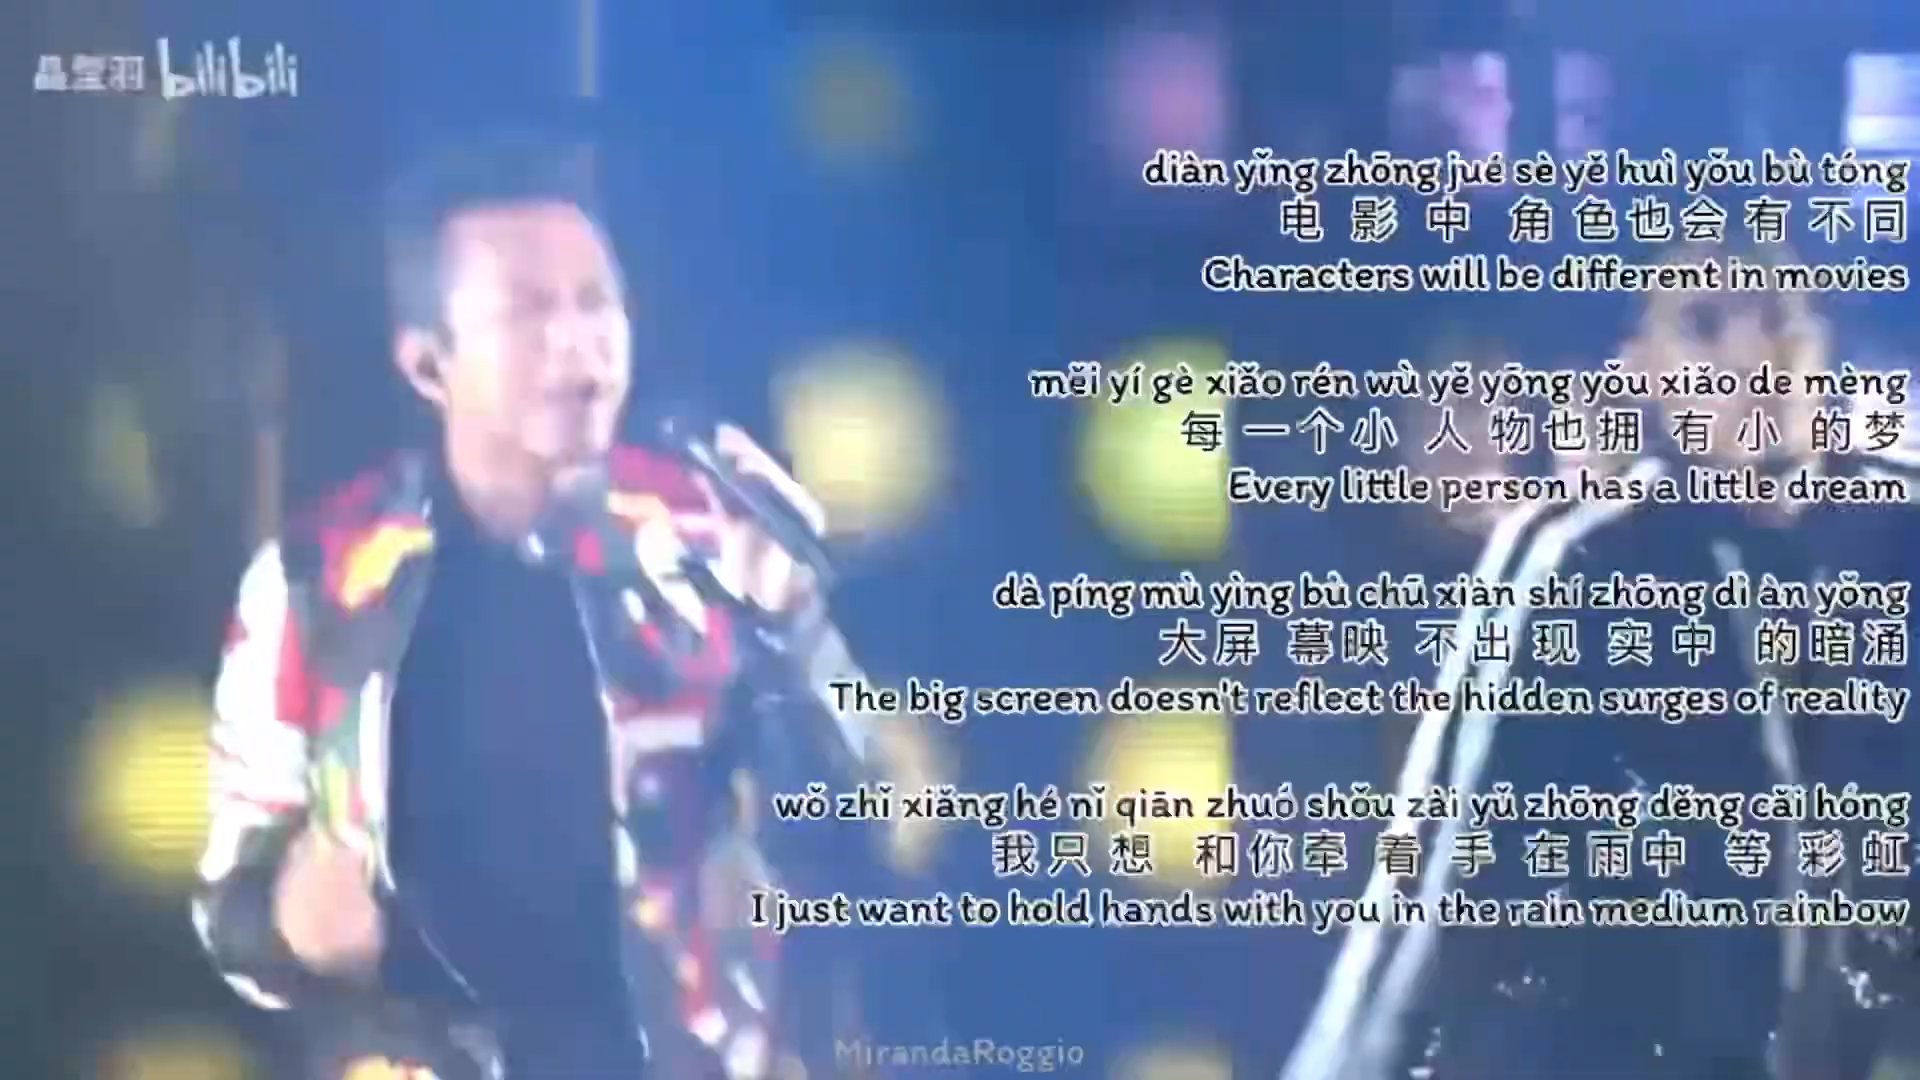 晶莹羽 bilibili
diàn yǐng zhōng jué sè yě huì yǒu bù tóng
电影中角色也会有不同
Characters will be different in movies
měi yí gè xiǎo rén wù yě yōng yǒu xiǎo de mèng
每一个小人物也拥有小的梦
Every little person has a little dream
dà píng mù yìng bù chū xiàn shí zhōng dì àn yǒng
大屏幕映不出现实中的暗涌
The big screen doesn't reflect the hidden surges of reality
wǒ zhǐ xiǎng hé nǐ qiān zhuó shǒu zài yǔ zhōng děng cǎi hóng
我只想和你牵着手在雨中等彩虹
I just want to hold hands with you in the rain medium rainbow
MirandaRoggio